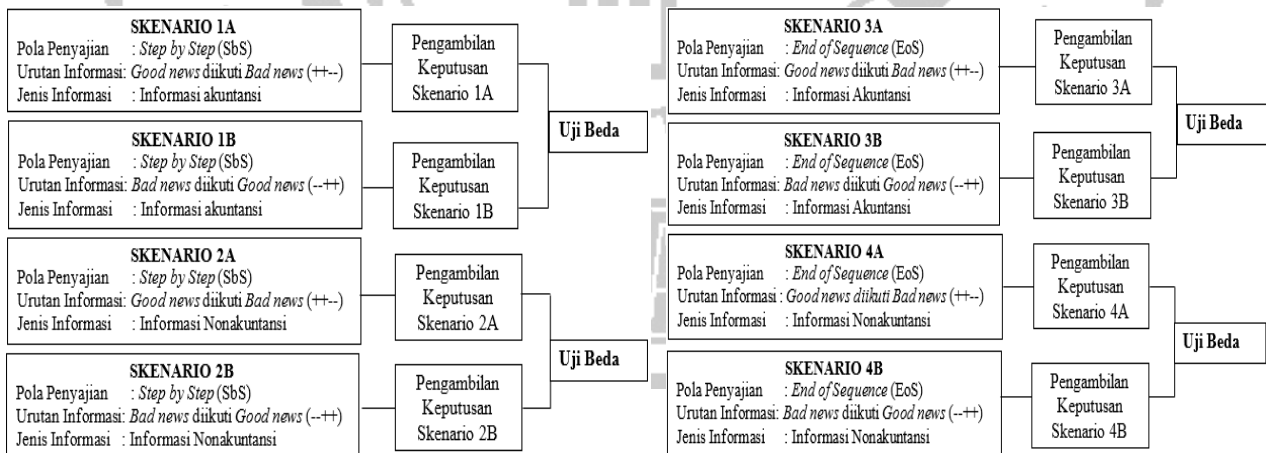 SKENARIO 1A
Pola Penyajian : Step by Step (SbS)
Urutan Informasi: Good news diikuti Bad news (++--)
Jenis Informasi : Informasi akuntansi
Pengambilan
Keputusan
Skenario 1A
SKENARIO 1B
Pola Penyajian : Step by Step (SbS)
Urutan Informasi: Bad news diikuti Good news (--++)
Jenis Informasi : Informasi akuntansi
Pengambilan
Keputusan
Skenario 1B
Uji Beda
SKENARIO 2A
Pola Penyajian : Step by Step (SbS)
Urutan Informasi: Good news diikuti Bad news (++--)
Jenis Informasi : Informasi Nonakuntansi
Pengambilan
Keputusan
Skenario 2A
SKENARIO 2B
Pola Penyajian : Step by Step (SbS)
Urutan Informasi: Bad news diikuti Good news (--++)
Jenis Informasi : Informasi Nonakuntansi
Pengambilan
Keputusan
Skenario 2B
Uji Beda
SKENARIO 3A
Pola Penyajian : End of Sequence (EoS)
Urutan Informasi: Good news diikuti Bad news (++--)
Jenis Informasi : Informasi Akuntansi
Pengambilan
Keputusan
Skenario 3A
SKENARIO 3B
Pola Penyajian : End of Sequence (EoS)
Urutan Informasi: Bad news diikuti Good news (--++)
Jenis Informasi : Informasi Akuntansi
Pengambilan
Keputusan
Skenario 3B
Uji Beda
SKENARIO 4A
Pola Penyajian : End of Sequence (EoS)
Urutan Informasi : Good news diikuti Bad news (++--)
Jenis Informasi : Informasi Nonakuntansi
Pengambilan
Keputusan
Skenario 4A
SKENARIO 4B
Pola Penyajian : End of Sequence (EoS)
Urutan Informasi: Bad news diikuti Good news (--++)
Jenis Informasi : Informasi Nonakuntansi
Pengambilan
Keputusan
Skenario 4B
Uji Beda